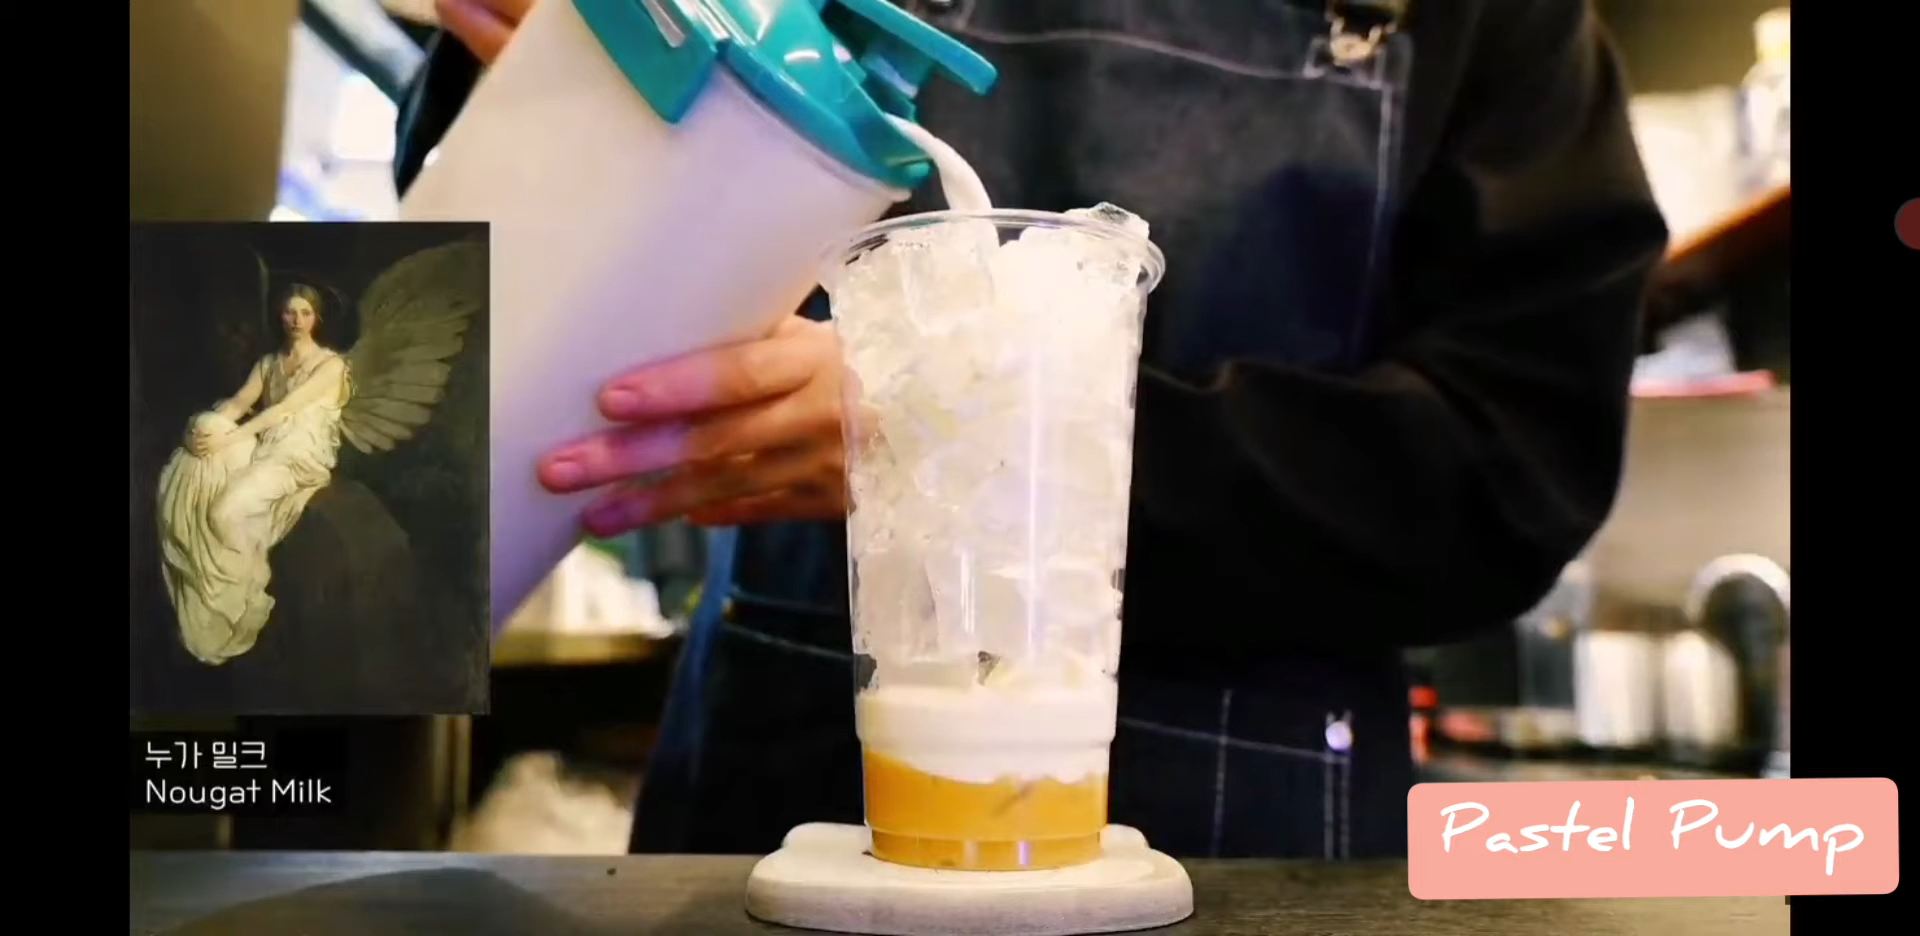 누가 밀크
Nougat Milk
Pastel Pump